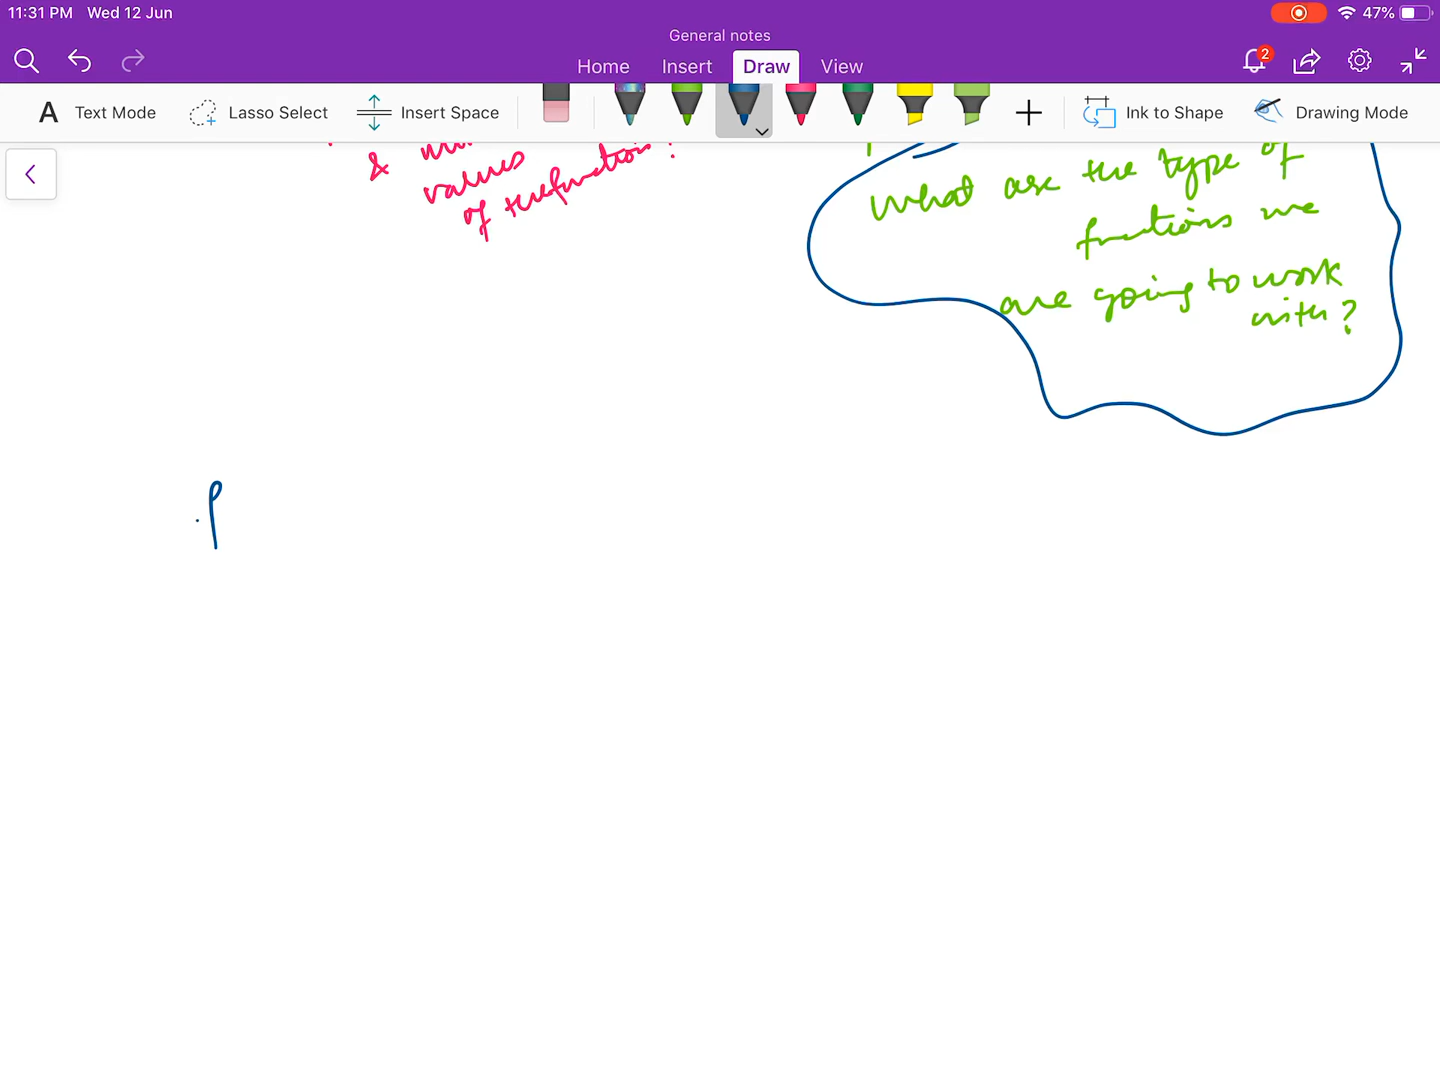 11:31 PM Wed 12 Jun
47%
General notes
Home Insert Draw View
2
A Text Mode Lasso Select Insert Space Ink to Shape Drawing Mode
&
values
of the function?
What are the type of
functions we
are going to work
with?